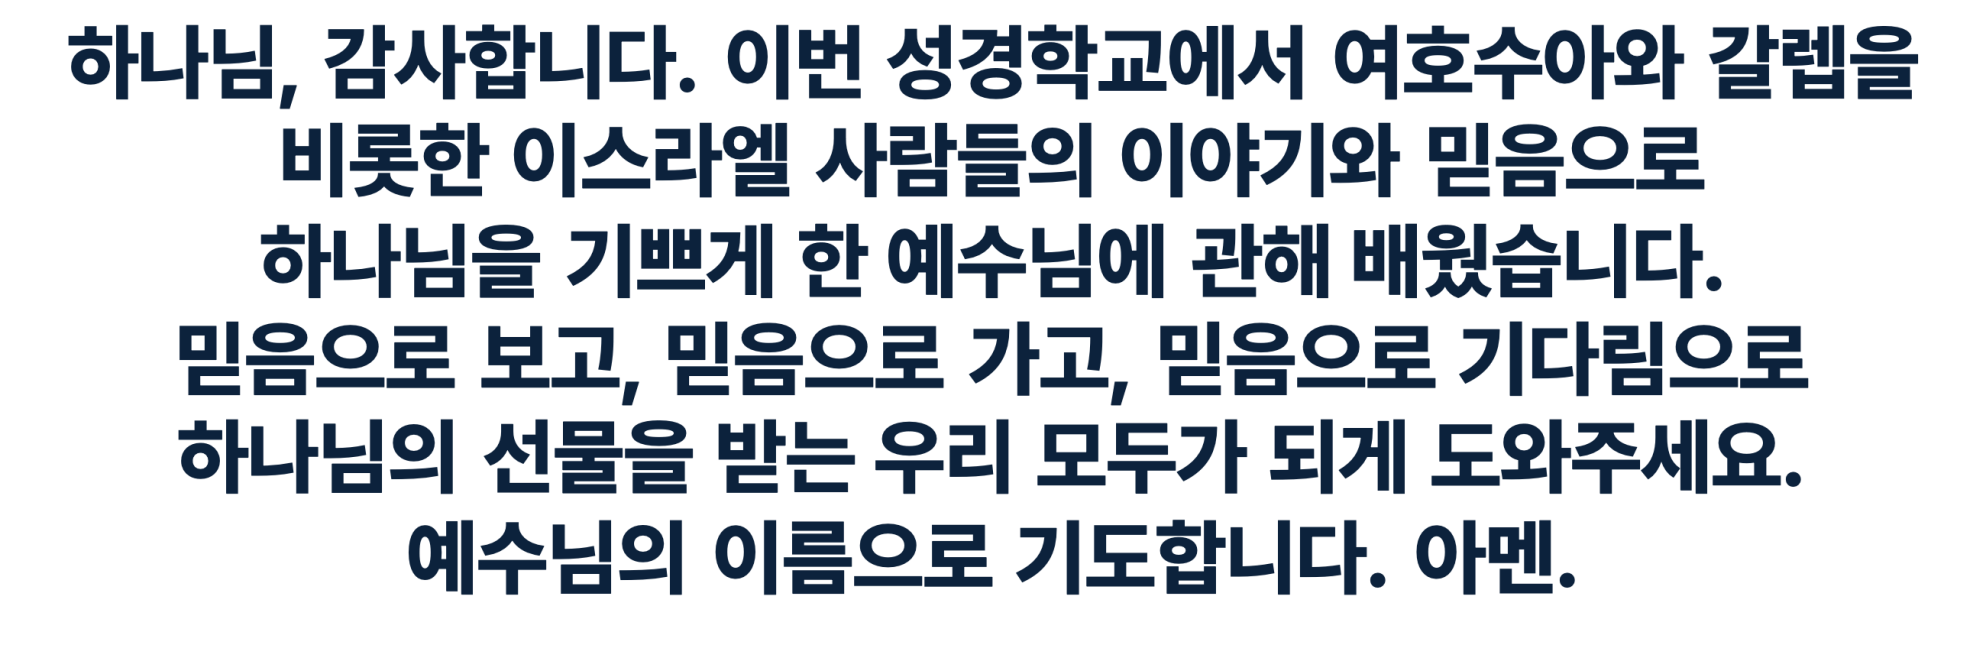 하나님, 감사합니다. 이번 성경학교에서 여호수아와 갈렙을
비롯한 이스라엘 사람들의 이야기와 믿음으로
하나님을 기쁘게 한 예수님에 관해 배웠습니다.
믿음으로 보고, 믿음으로 가고, 믿음으로 기다림으로
하나님의 선물을 받는 우리 모두가 되게 도와주세요.
예수님의 이름으로 기도합니다. 아멘.